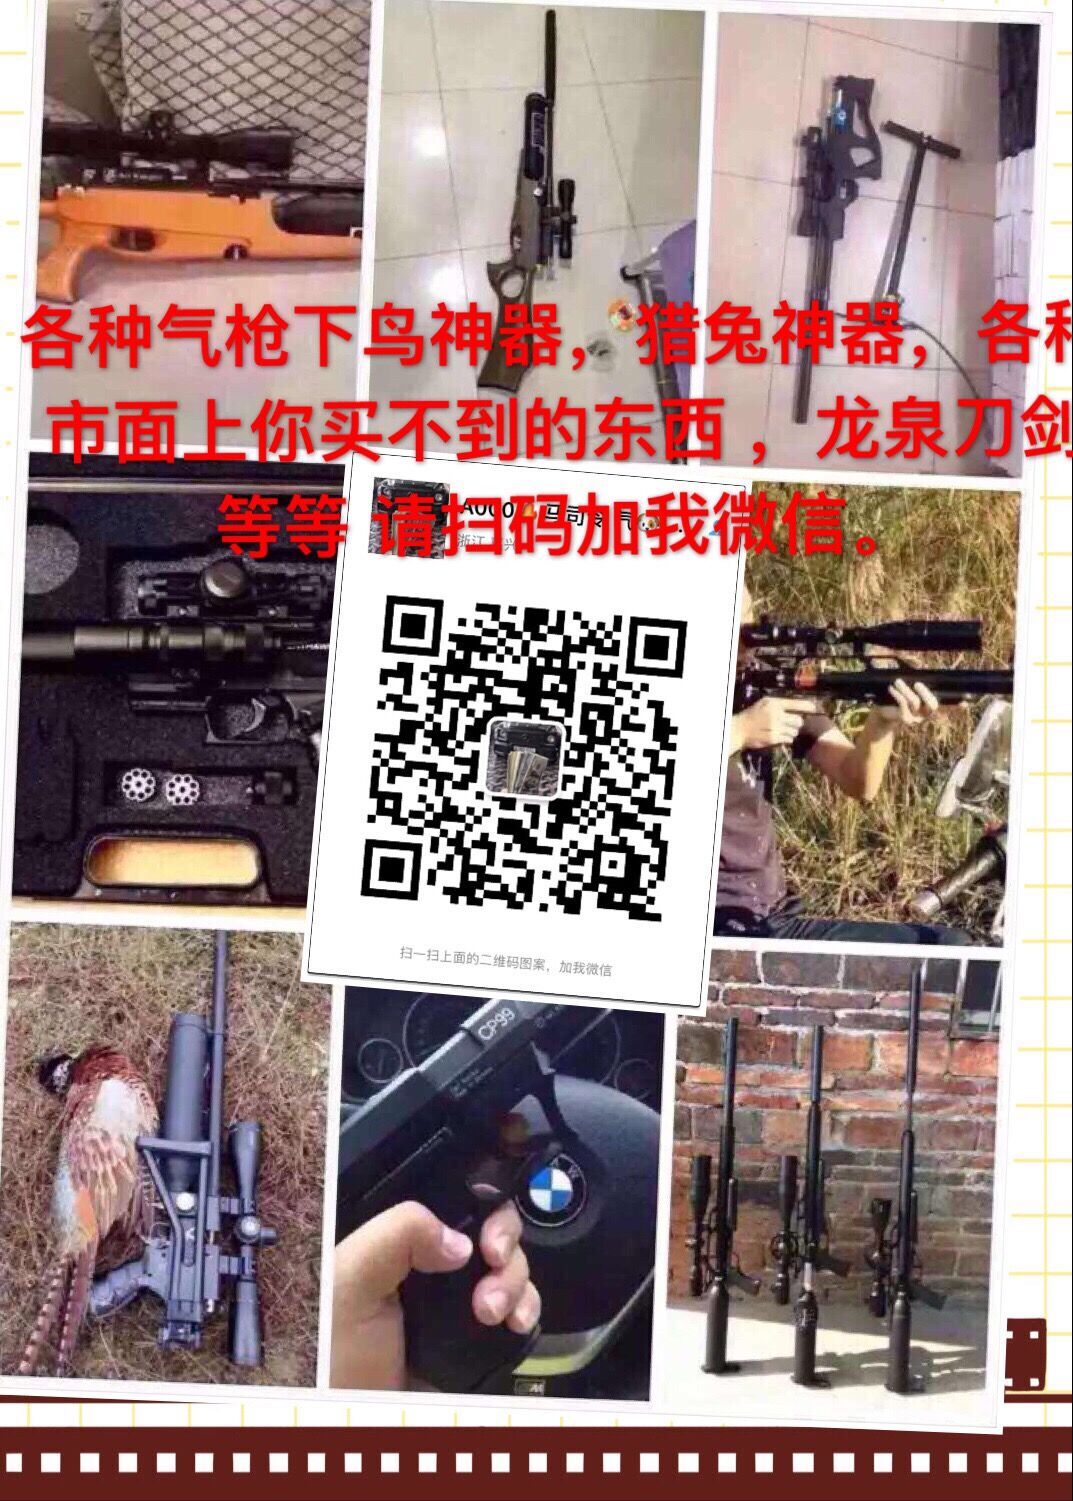 各种气枪下鸟神器，猎兔神器，各种
市面上你买不到的东西，龙泉刀剑
等等 请扫码加我微信。
浙江
扫一扫上面的二维码图案，加我微信
CP99